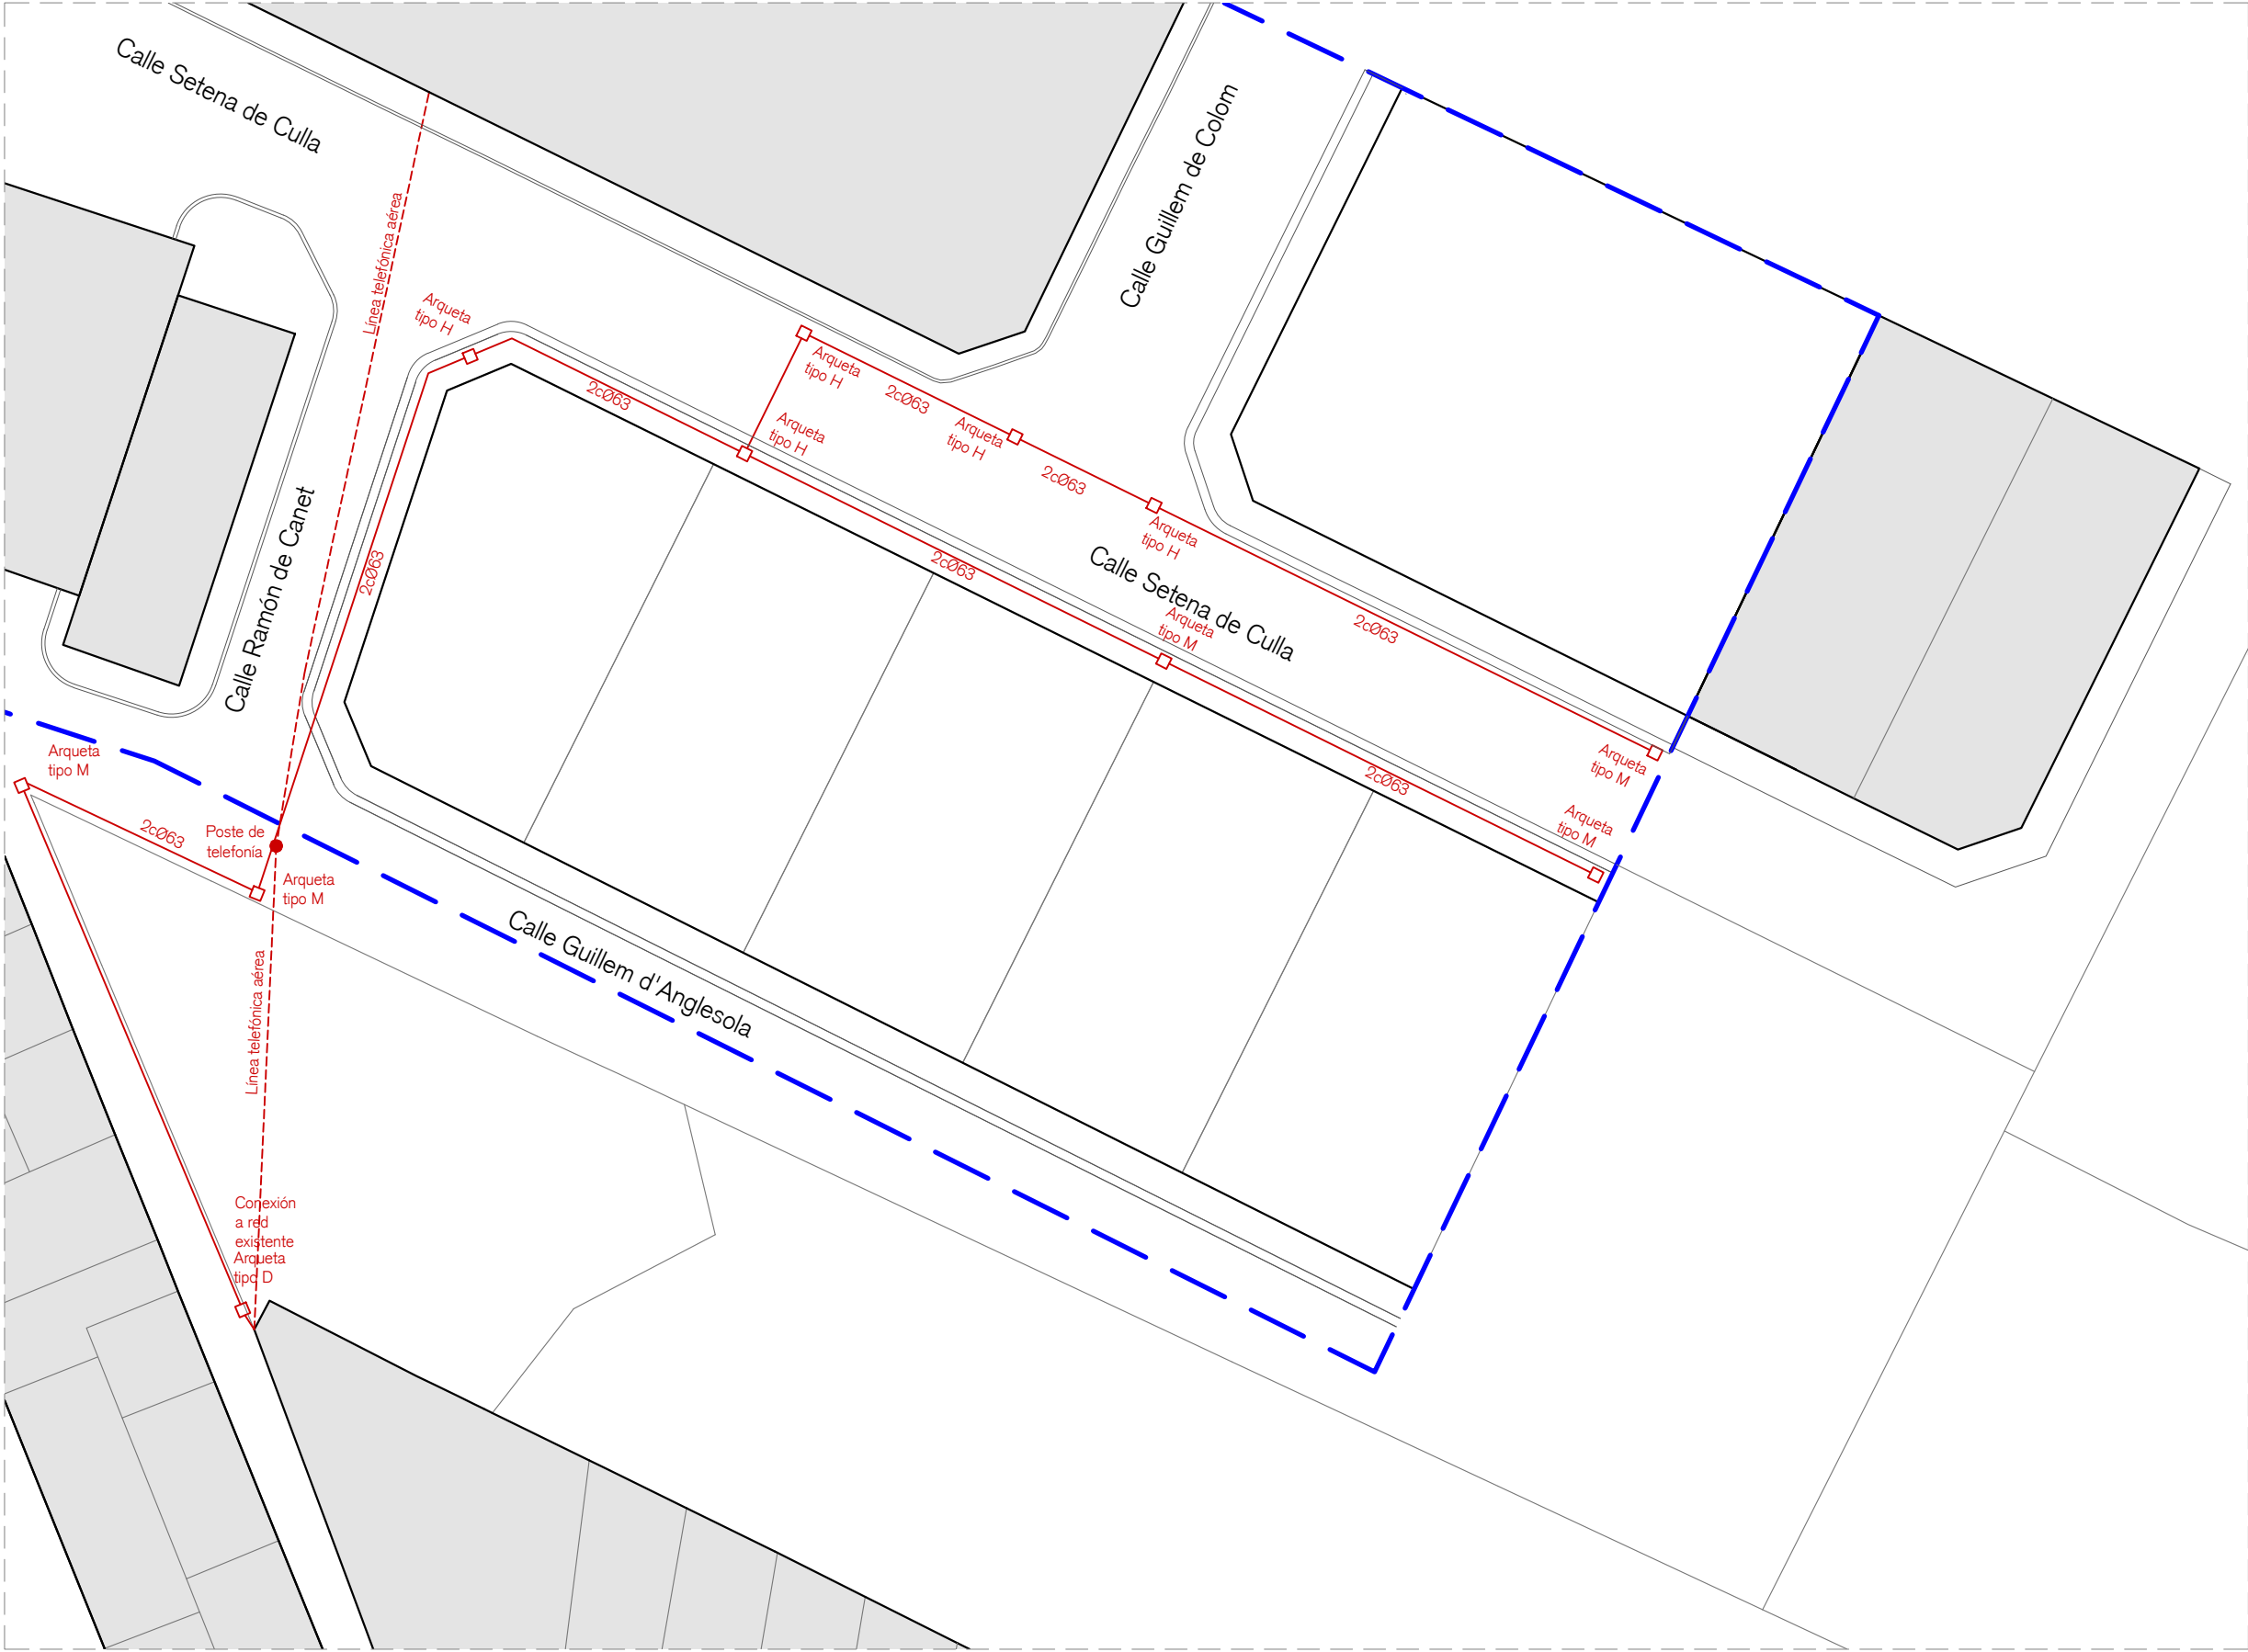 Calle Setena de Culla
Calle Guillem de Colom
Línea telefónica aérea
Arqueta
tipo H
Arqueta
tipo H
2cØ63
2cØ63
Arqueta
tipo H
Arqueta
tipo H
2cØ63
Arqueta
tipo H
Calle Ramón de Canet
2cØ63
2cØ63
Calle Setena de Culla
Arqueta
tipo M
2cØ63
Arqueta
tipo M
2cØ63
Arqueta
tipo M
Arqueta
tipo M
2cØ63
Poste de
telefonía
Arqueta
tipo M
Calle Guillem d'Anglesola
Línea telefónica aérea
Conexión
a red
existente
Arqueta
tipo D